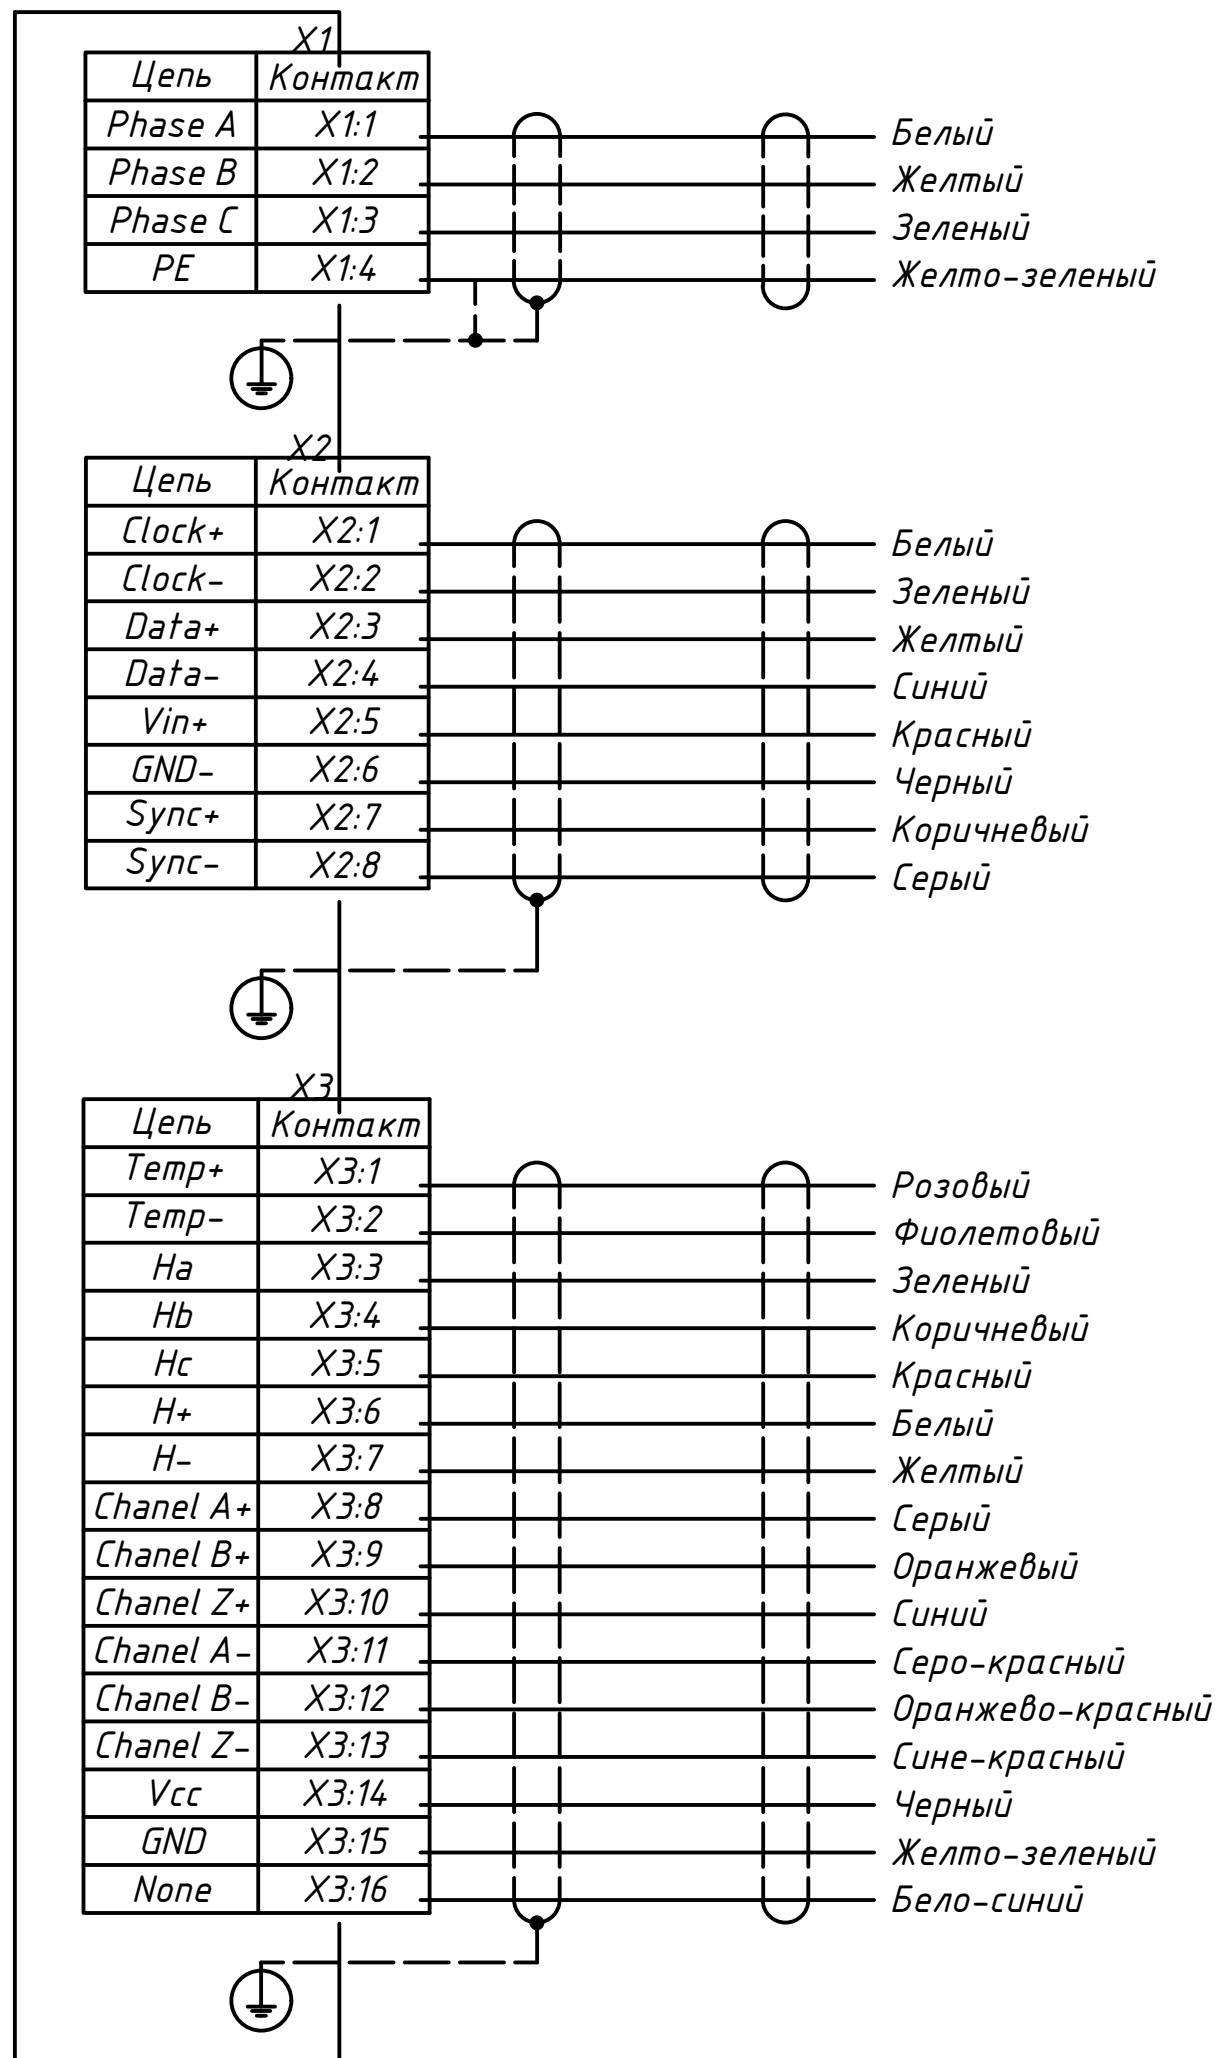 X1
Цепь Контакт
Phase A X1:1 Белый
Phase B X1:2 Желтый
Phase C X1:3 Зеленый
PE X1:4 Желто-зеленый
X2
Цепь Контакт
Clock+ X2:1 Белый
Clock- X2:2 Зеленый
Data+ X2:3 Желтый
Data- X2:4 Синий
Vin+ X2:5 Красный
GND- X2:6 Черный
Sync+ X2:7 Коричневый
Sync- X2:8 Серый
X3
Цепь Контакт
Temp+ X3:1 Розовый
Temp- X3:2 Фиолетовый
Ha X3:3 Зеленый
Hb X3:4 Коричневый
Hc X3:5 Красный
H+ X3:6 Белый
H- X3:7 Желтый
Chanel A+ X3:8 Серый
Chanel B+ X3:9 Оранжевый
Chanel Z+ X3:10 Синий
Chanel A- X3:11 Серо-красный
Chanel B- X3:12 Оранжево-красный
Chanel Z- X3:13 Сине-красный
Vcc X3:14 Черный
GND X3:15 Желто-зеленый
None X3:16 Бело-синий